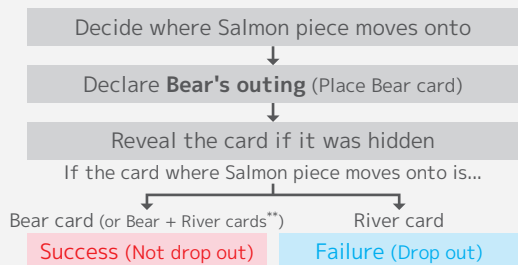 Decide where Salmon piece moves onto
Declare Bear's outing (Place Bear card)
Reveal the card if it was hidden
If the card where Salmon piece moves onto is...
Bear card (or Bear + River cards**) River card
Success (Not drop out) Failure (Drop out)